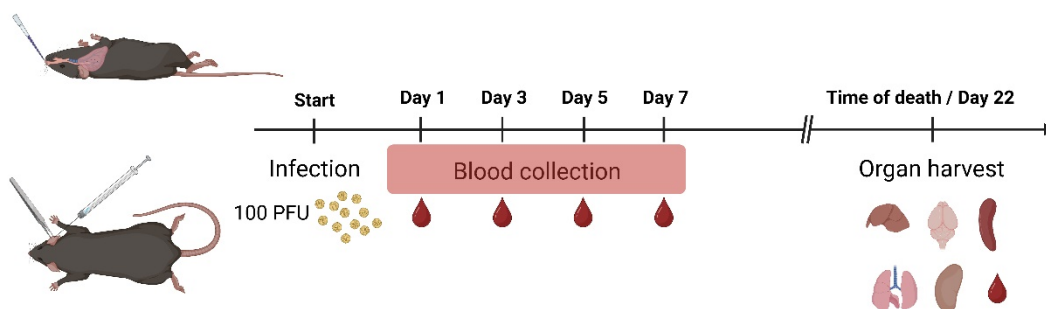 Start
Day 1
Day 3
Day 5
Day 7
Time of death / Day 22
Infection
Blood collection
Organ harvest
100 PFU